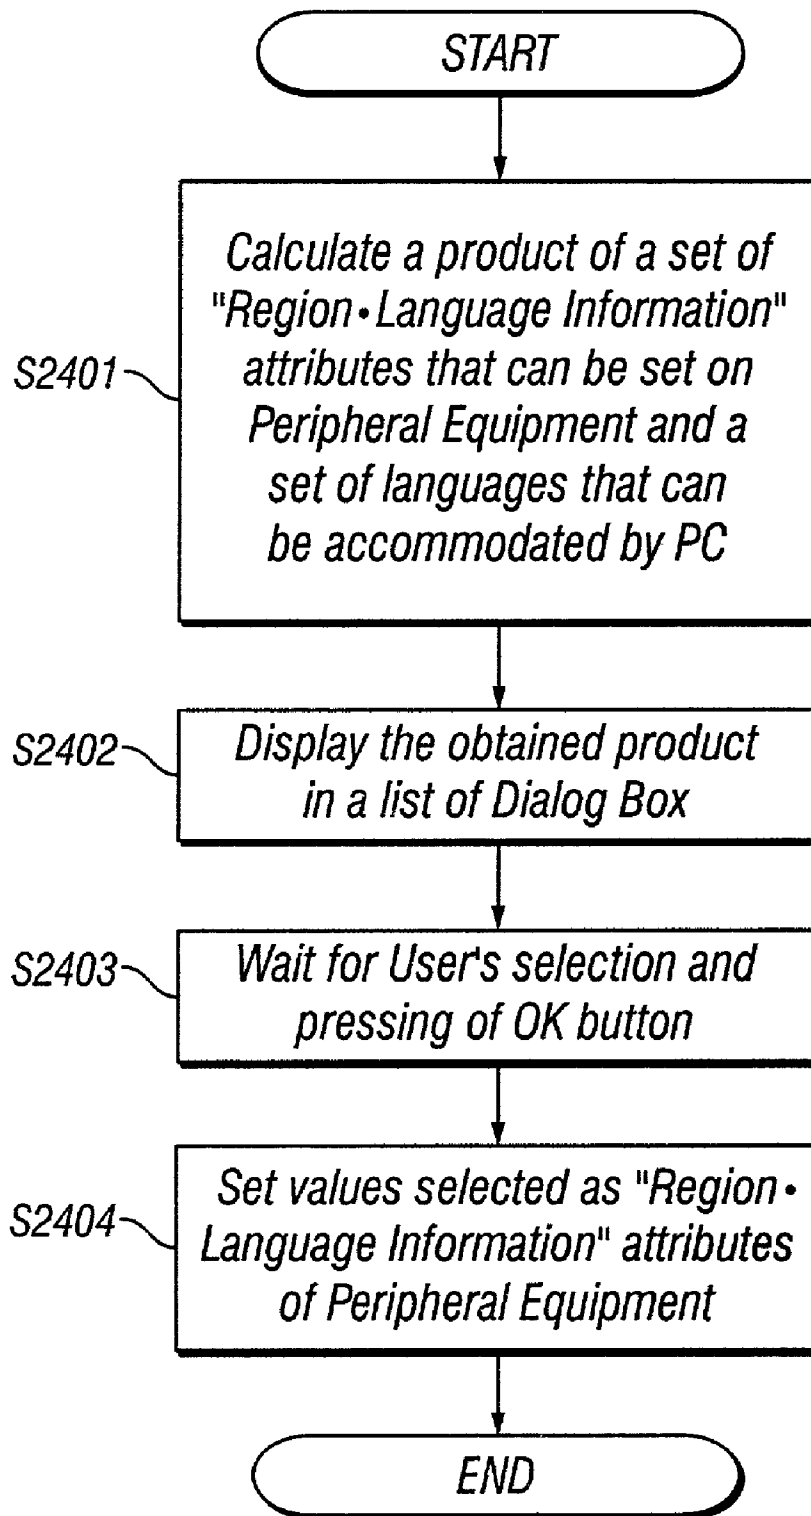 START
Calculate a product of a set of
"Region•Language Information"
attributes that can be set on
S2401
Peripheral Equipment and a
set of languages that can
be accommodated by PC
S2402
Display the obtained product
in a list of Dialog Box
S2403
Wait for User's selection and
pressing of OK button
S2404
Set values selected as "Region•
Language Information" attributes
of Peripheral Equipment
END